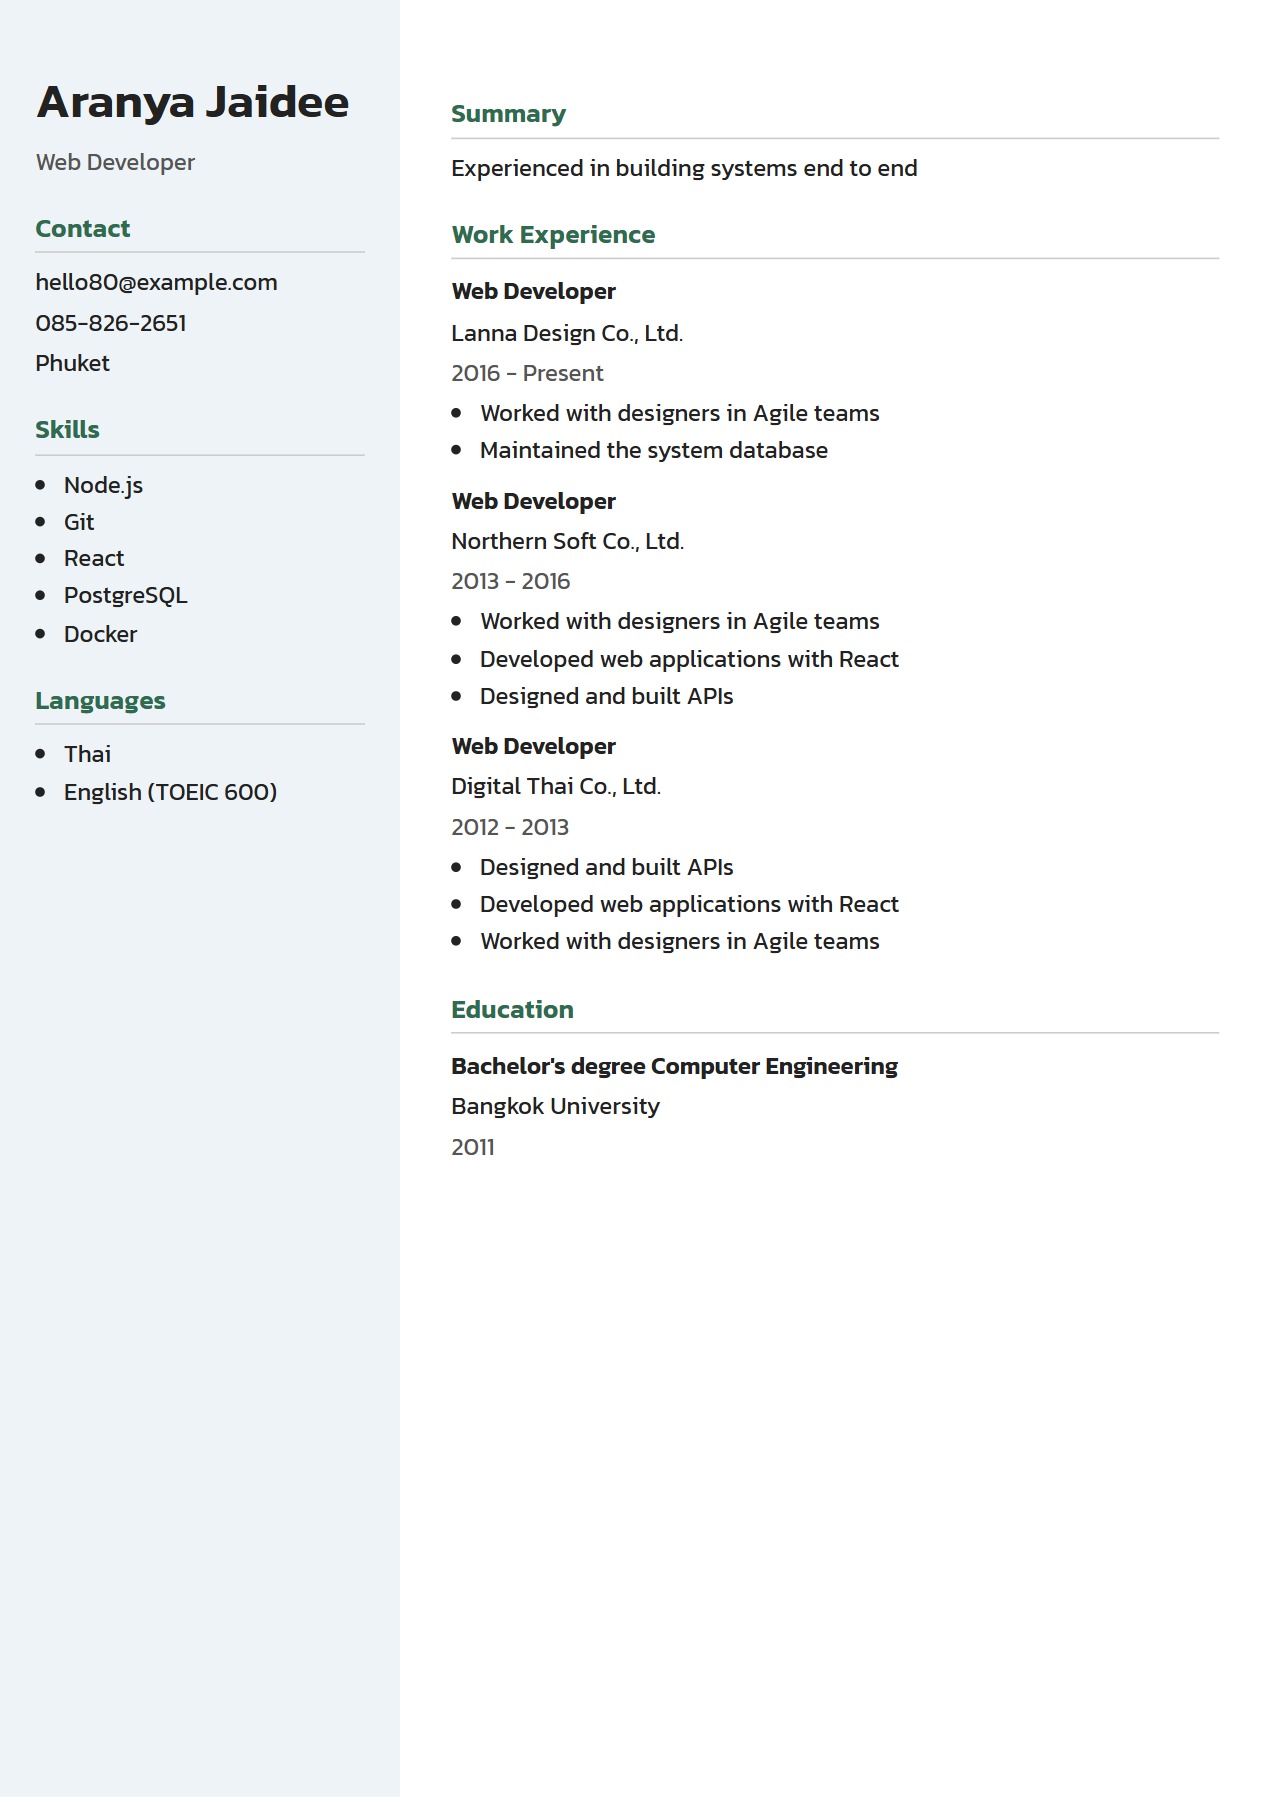 Aranya Jaidee
Web Developer
Contact
hello80@example.com
085-826-2651
Phuket
Skills
Node.js
Git
React
PostgreSQL
Docker
Languages
Thai
English (TOEIC 600)
Summary
Experienced in building systems end to end
Work Experience
Web Developer
Lanna Design Co., Ltd.
2016 – Present
Worked with designers in Agile teams
Maintained the system database
Web Developer
Northern Soft Co., Ltd.
2013 – 2016
Worked with designers in Agile teams
Developed web applications with React
Designed and built APIs
Web Developer
Digital Thai Co., Ltd.
2012 – 2013
Designed and built APIs
Developed web applications with React
Worked with designers in Agile teams
Education
Bachelor's degree Computer Engineering
Bangkok University
2011